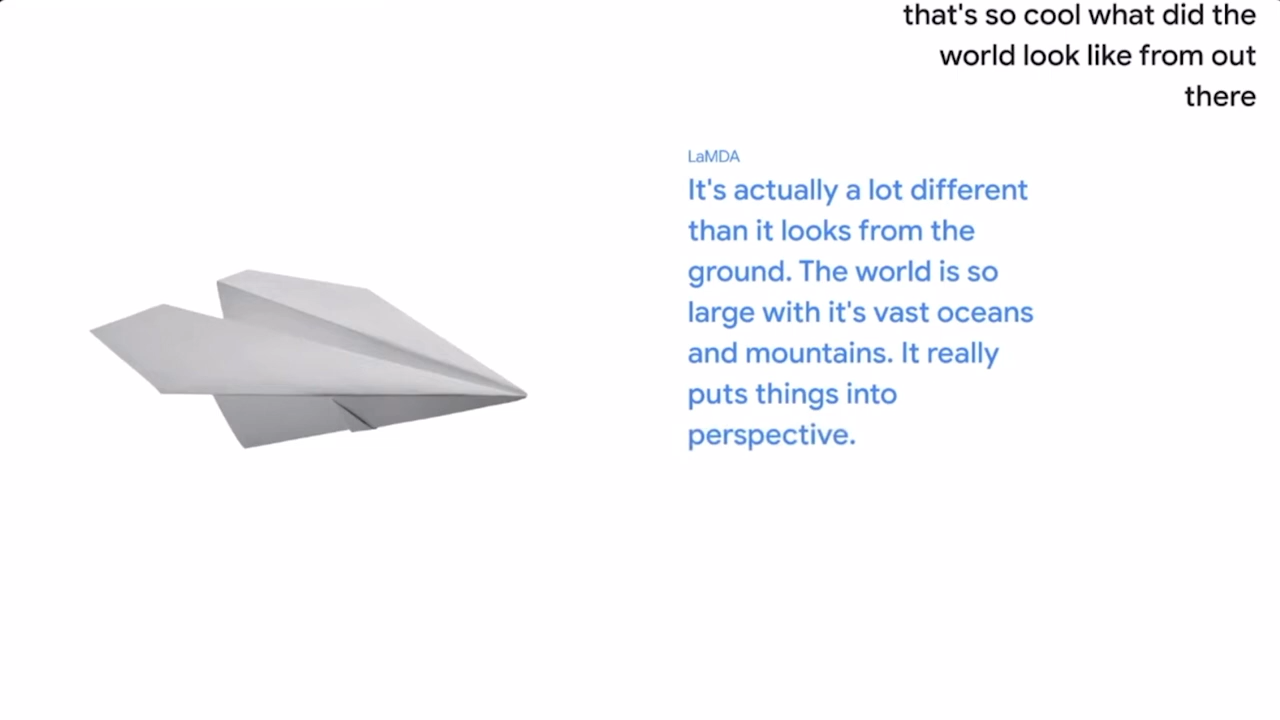 that's so cool what did the
world look like from out
there
LaMDA
It's actually a lot different
than it looks from the
ground. The world is so
large with it's vast oceans
and mountains. It really
puts things into
perspective.